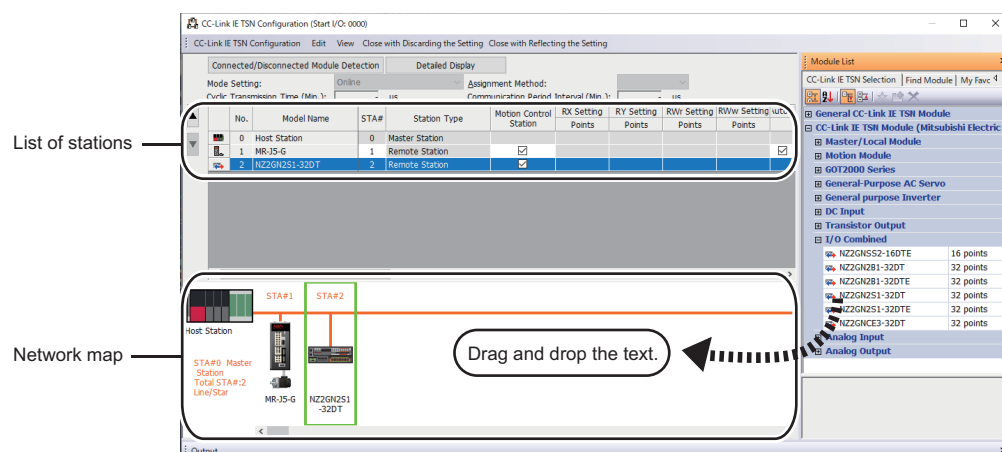 CC-Link IE TSN Configuration (Start I/O: 0000)
CC-Link IE TSN Configuration Edit View Close with Discarding the Setting Close with Reflecting the Setting
Connected/Disconnected Module Detection Detailed Display
Mode Setting: Online Assignment Method:
Cyclic Transmission Time (Min.): - us Communication Period Interval (Min.): - us
No. Model Name STA# Station Type Motion Control Station RX Setting RY Setting RWr Setting RWw Setting
Points Points Points Points
0 Host Station 0 Master Station
1 MR-J5-G 1 Remote Station
2 NZ2GN2S1-32DT 2 Remote Station
List of stations
Module List
CC-Link IE TSN Selection Find Module My Favo
General CC-Link IE TSN Module
CC-Link IE TSN Module (Mitsubishi Electric
Master/Local Module
Motion Module
GOT2000 Series
General-Purpose AC Servo
General purpose Inverter
DC Input
Transistor Output
I/O Combined
NZ2GNSS2-16DTE 16 points
NZ2GN2B1-32DT 32 points
NZ2GN2B1-32DTE 32 points
NZ2GN2S1-32DT 32 points
NZ2GN2S1-32DTE 32 points
NZ2GNCE3-32DT 32 points
Analog Input
Analog Output
Network map
STA#1 STA#2
Host Station
STA#0 Master
Station
Total STA#:2
Line/Star
MR-J5-G
NZ2GN2S1
-32DT
Drag and drop the text.
Output